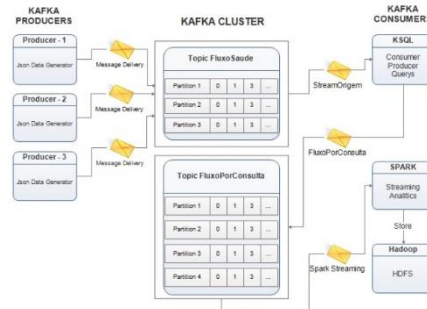 KAFKA
PRODUCERS
KAFKA CLUSTER
KAFKA
CONSUMERS
Producer - 1
Json Data Generator
Message Delivery
Producer - 2
Json Data Generator
Message Delivery
Producer - 3
Json Data Generator
Message Delivery
Topic FluxoSaude
Partition 1 0 1 3 ...
Partition 2 0 1 3 ...
Partition 3 0 1 3 ...
StreamOrigem
KSQL
Consumer
Producer
Querys
FluxoPorConsulta
Topic FluxoPorConsulta
Partition 1 0 1 3 ...
Partition 2 0 1 3 ...
Partition 3 0 1 3 ...
Partition 4 0 1 3 ...
Spark Streaming
SPARK
Streaming
Analitics
Store
Hadoop
HDFS